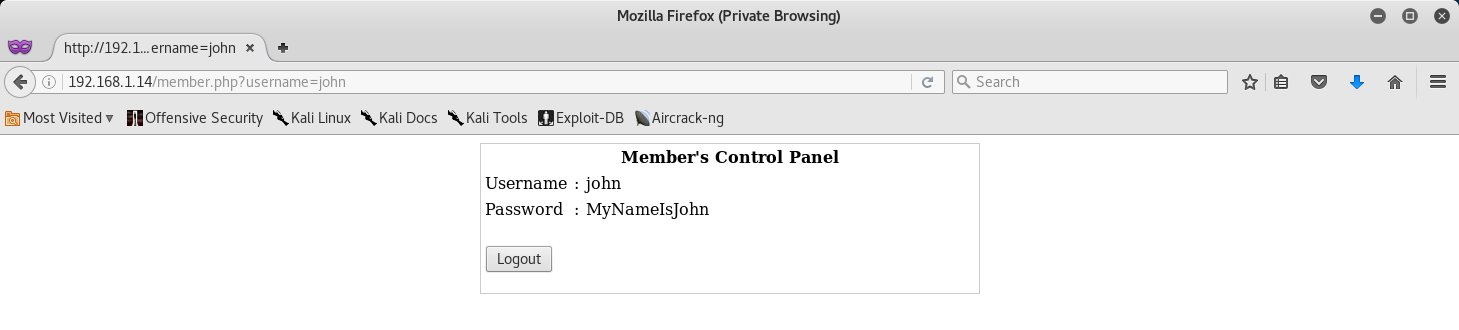 Mozilla Firefox (Private Browsing)
http://192.1...ername=john
192.168.1.14/member.php?username=john
Search
Most Visited Offensive Security Kali Linux Kali Docs Kali Tools Exploit-DB Aircrack-ng
Member's Control Panel
Username : john
Password : MyNameIsJohn
Logout